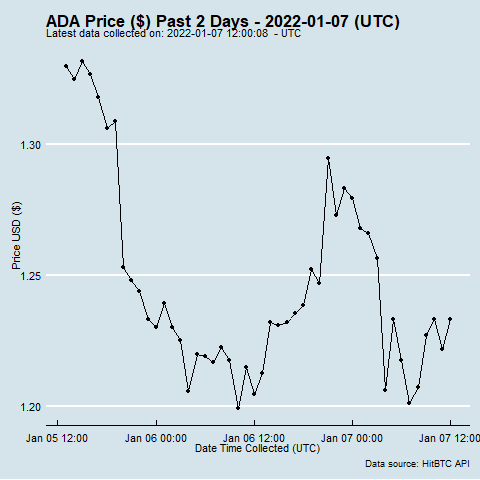 ADA Price ($) Past 2 Days - 2022-01-07 (UTC)
Latest data collected on: 2022-01-07 12:00:08 - UTC
1.30
1.25
1.20
Price USD ($)
Jan 05 12:00 Jan 06 00:00 Jan 06 12:00 Jan 07 00:00 Jan 07 12:00
Date Time Collected (UTC)
Data source: HitBTC API